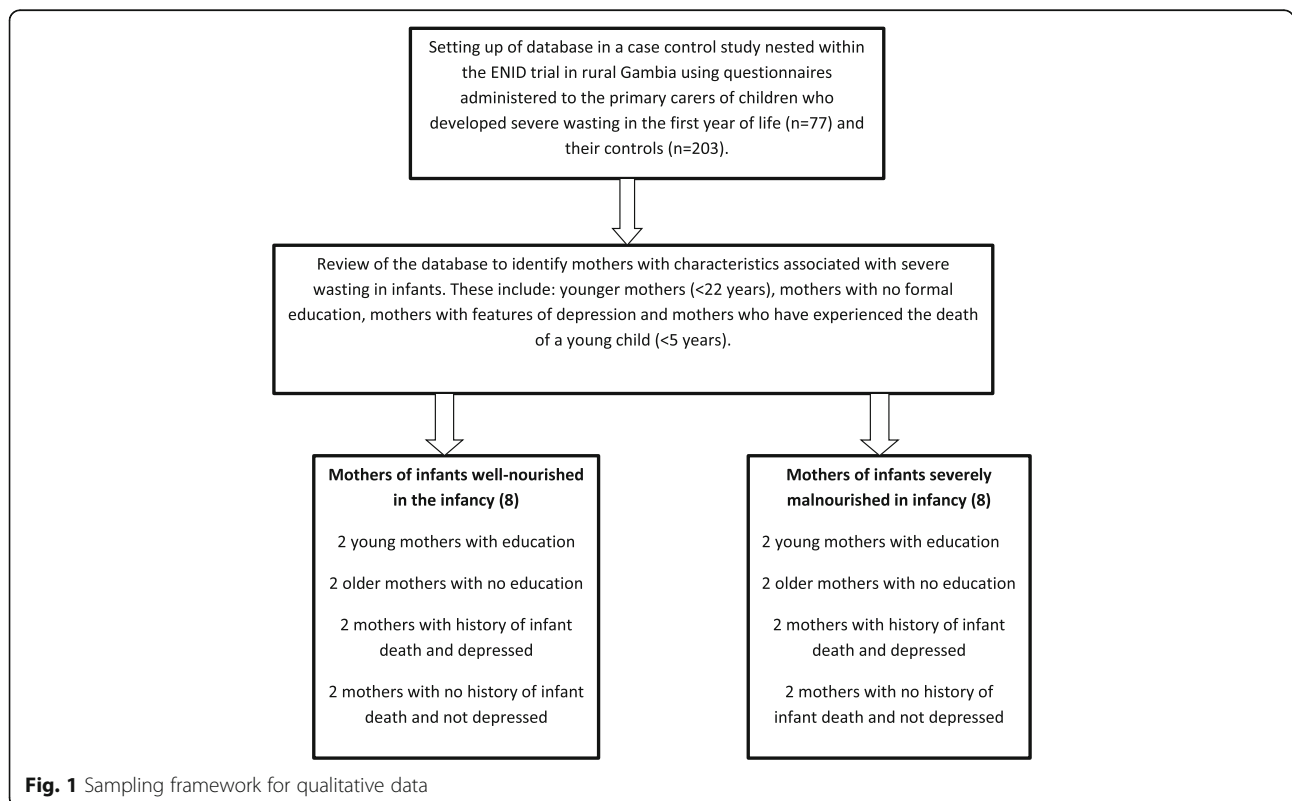 Setting up of database in a case control study nested within
the ENID trial in rural Gambia using questionnaires
administered to the primary carers of children who
developed severe wasting in the first year of life (n=77) and
their controls (n=203).
Review of the database to identify mothers with characteristics associated with severe
wasting in infants. These include: younger mothers (<22 years), mothers with no formal
education, mothers with features of depression and mothers who have experienced the death
of a young child (<5 years).
Mothers of infants well-nourished
in the infancy (8)
2 young mothers with education
2 older mothers with no education
2 mothers with history of infant
death and depressed
2 mothers with no history of infant
death and not depressed
Mothers of infants severely
malnourished in infancy (8)
2 young mothers with education
2 older mothers with no education
2 mothers with history of infant
death and depressed
2 mothers with no history of
infant death and not depressed
Fig. 1 Sampling framework for qualitative data